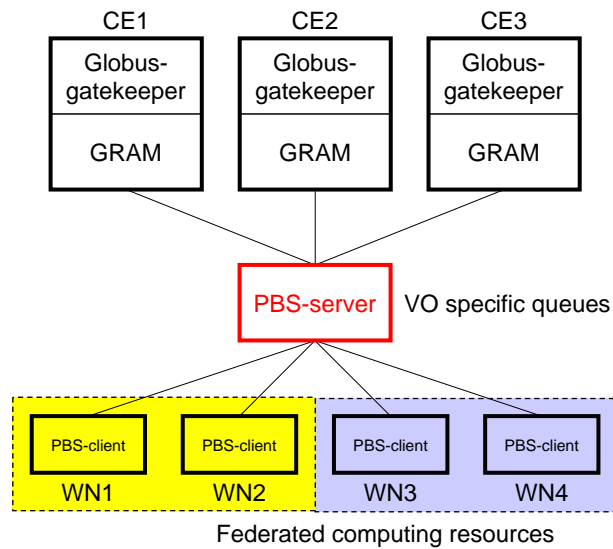 CE1
CE2
CE3
Globus-
gatekeeper
GRAM
Globus-
gatekeeper
GRAM
Globus-
gatekeeper
GRAM
PBS-server
VO specific queues
PBS-client
PBS-client
PBS-client
PBS-client
WN1
WN2
WN3
WN4
Federated computing resources